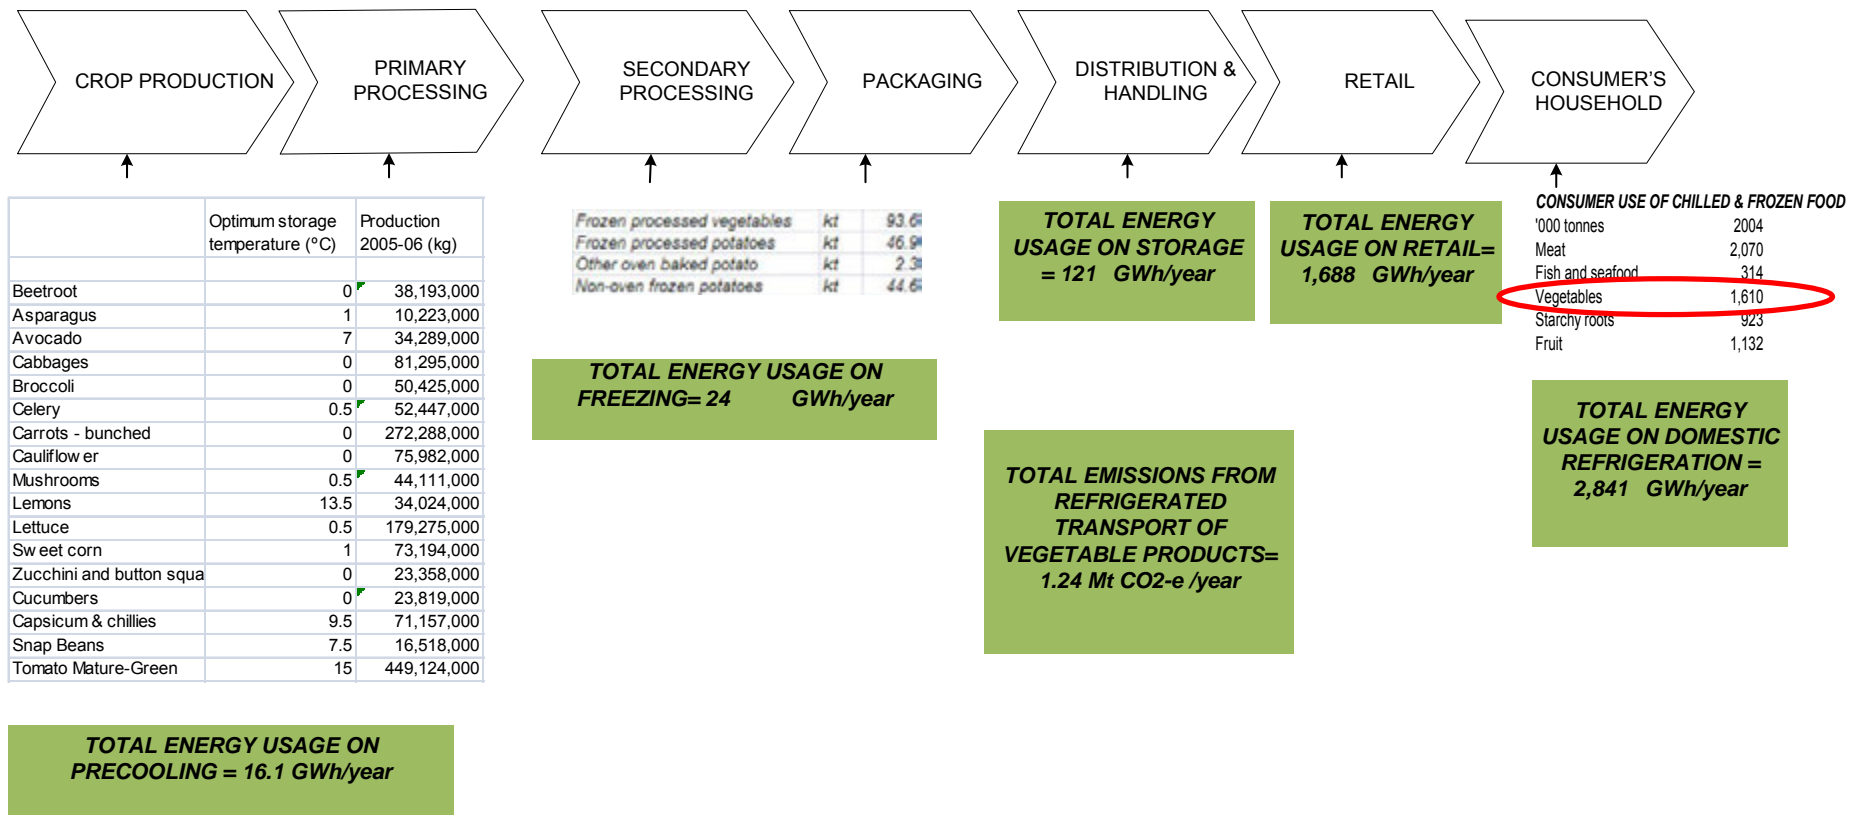 CROP PRODUCTION
PRIMARY
PROCESSING
SECONDARY
PROCESSING
PACKAGING
DISTRIBUTION &
HANDLING
RETAIL
CONSUMER'S
HOUSEHOLD
Optimum storage temperature (ºC) Production 2005-06 (kg)
Beetroot 0 38,193,000
Asparagus 1 10,223,000
Avocado 7 34,289,000
Cabbages 0 81,295,000
Broccoli 0 50,425,000
Celery 0.5 52,447,000
Carrots - bunched 0 272,288,000
Cauliflower 0 75,982,000
Mushrooms 0.5 44,111,000
Lemons 13.5 34,024,000
Lettuce 0.5 179,275,000
Sweet corn 1 73,194,000
Zucchini and button squa 0 23,358,000
Cucumbers 0 23,819,000
Capsicum & chillies 9.5 71,157,000
Snap Beans 7.5 16,518,000
Tomato Mature-Green 15 449,124,000
TOTAL ENERGY USAGE ON
PRECOOLING = 16.1 GWh/year
Frozen processed vegetables kt 93.6
Frozen processed potatoes kt 46.9
Other oven baked potato kt 2.3
Non-oven frozen potatoes kt 44.6
TOTAL ENERGY USAGE ON
FREEZING= 24 GWh/year
TOTAL ENERGY
USAGE ON STORAGE
= 121 GWh/year
TOTAL EMISSIONS FROM
REFRIGERATED
TRANSPORT OF
VEGETABLE PRODUCTS=
1.24 Mt CO2-e /year
TOTAL ENERGY
USAGE ON RETAIL=
1,688 GWh/year
CONSUMER USE OF CHILLED & FROZEN FOOD
'000 tonnes 2004
Meat 2,070
Fish and seafood 314
Vegetables 1,610
Starchy roots 923
Fruit 1,132
TOTAL ENERGY
USAGE ON DOMESTIC
REFRIGERATION =
2,841 GWh/year